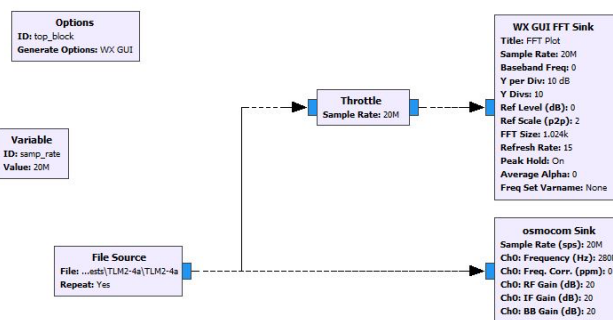 Options
ID: top_block
Generate Options: WX GUI
Variable
ID: samp_rate
Value: 20M
File Source
File: ...ests\TLM2-4a\TLM2-4a
Repeat: Yes
Throttle
Sample Rate: 20M
WX GUI FFT Sink
Title: FFT Plot
Sample Rate: 20M
Baseband Freq: 0
Y per Div: 10 dB
Y Divs: 10
Ref Level (dB): 0
Ref Scale (p2p): 2
FFT Size: 1.024k
Refresh Rate: 15
Peak Hold: On
Average Alpha: 0
Freq Set Varname: None
osmocom Sink
Sample Rate (sps): 20M
Ch0: Frequency (Hz):
Ch0: Freq. Corr. (ppm): 0
Ch0: RF Gain (dB): 20
Ch0: IF Gain (dB): 20
Ch0: BB Gain (dB): 20